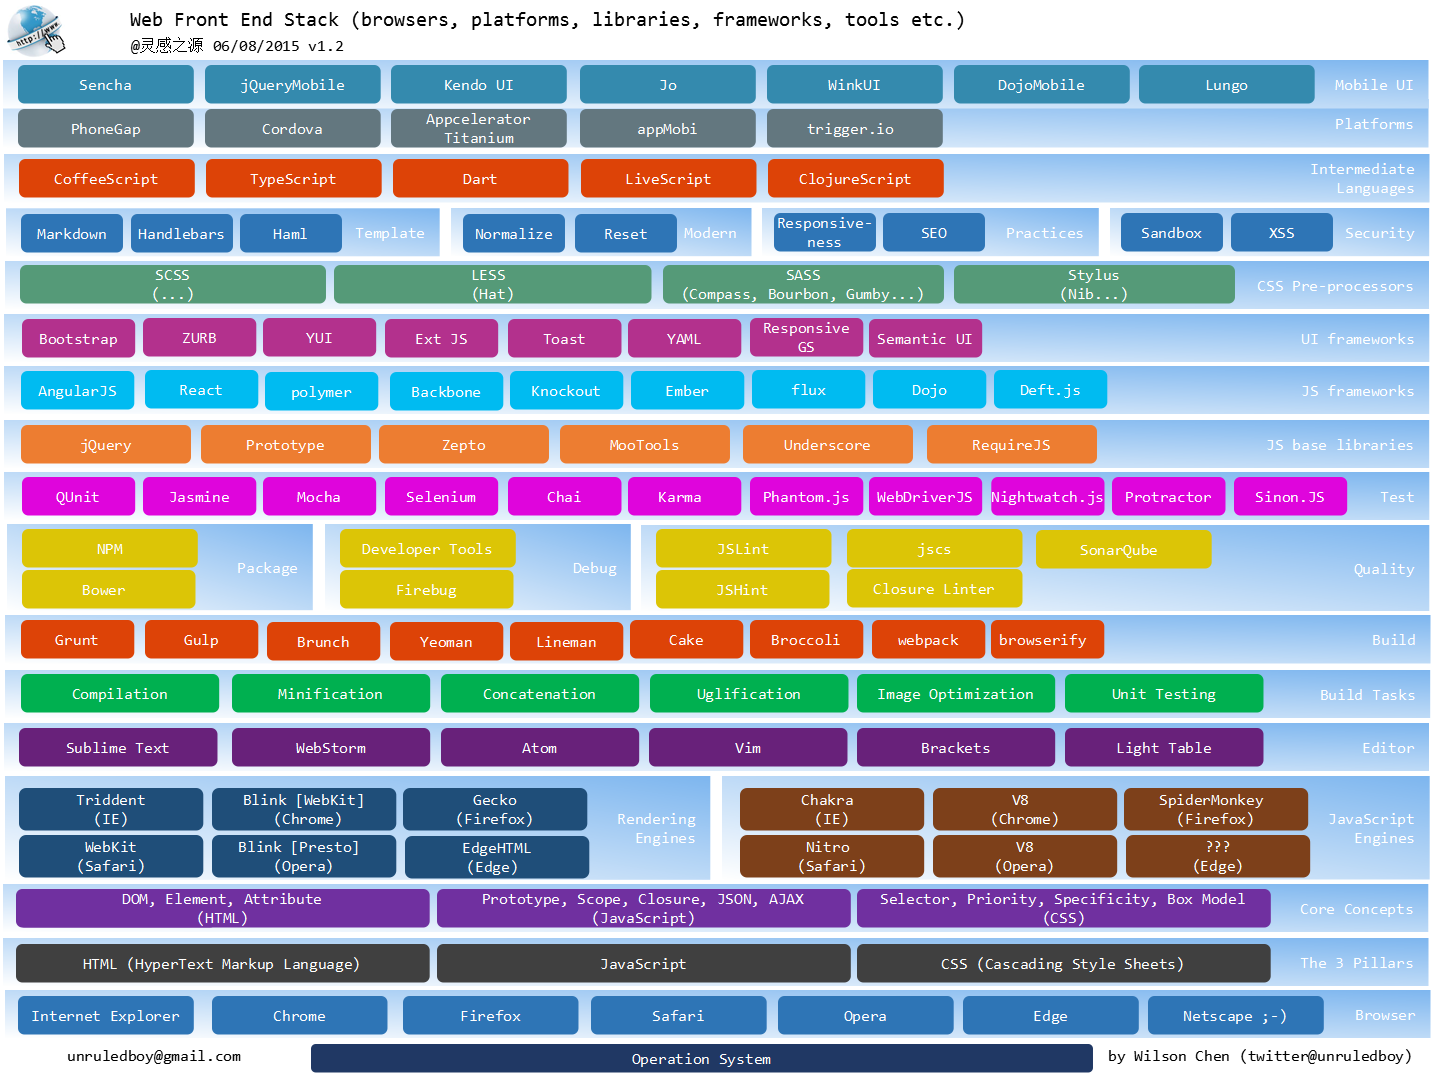 http://www
Web Front End Stack (browsers, platforms, libraries, frameworks, tools etc.)
@灵感之源 06/08/2015 v1.2
Sencha
jQueryMobile
Kendo UI
Jo
WinkUI
DojoMobile
Lungo
Mobile UI
PhoneGap
Cordova
Appcelerator
Titanium
appMobi
trigger.io
Platforms
CoffeeScript
TypeScript
Dart
LiveScript
ClojureScript
Intermediate
Languages
Markdown
Handlebars
Haml
Template
Normalize
Reset
Modern
Responsive-
ness
SEO
Practices
Sandbox
XSS
Security
SCSS
(...)
LESS
(Hat)
SASS
(Compass, Bourbon, Gumby...)
Stylus
(Nib...)
CSS Pre-processors
Bootstrap
ZURB
YUI
Ext JS
Toast
YAML
Responsive
GS
Semantic UI
UI frameworks
AngularJS
React
polymer
Backbone
Knockout
Ember
flux
Dojo
Deft.js
JS frameworks
jQuery
Prototype
Zepto
MooTools
Underscore
RequireJS
JS base libraries
QUnit
Jasmine
Mocha
Selenium
Chai
Karma
Phantom.js
WebDriverJS
Nightwatch.js
Protractor
Sinon.JS
Test
NPM
Bower
Package
Developer Tools
Firebug
Debug
JSLint
jscs
SonarQube
JSHint
Closure Linter
Quality
Grunt
Gulp
Brunch
Yeoman
Lineman
Cake
Broccoli
webpack
browserify
Build
Compilation
Minification
Concatenation
Uglification
Image Optimization
Unit Testing
Build Tasks
Sublime Text
WebStorm
Atom
Vim
Brackets
Light Table
Editor
Triddent
(IE)
Blink [WebKit]
(Chrome)
Gecko
(Firefox)
WebKit
(Safari)
Blink [Presto]
(Opera)
EdgeHTML
(Edge)
Rendering
Engines
Chakra
(IE)
V8
(Chrome)
SpiderMonkey
(Firefox)
Nitro
(Safari)
V8
(Opera)
???
(Edge)
JavaScript
Engines
DOM, Element, Attribute
(HTML)
Prototype, Scope, Closure, JSON, AJAX
(JavaScript)
Selector, Priority, Specificity, Box Model
(CSS)
Core Concepts
HTML (HyperText Markup Language)
JavaScript
CSS (Cascading Style Sheets)
The 3 Pillars
Internet Explorer
Chrome
Firefox
Safari
Opera
Edge
Netscape ;-)
Browser
unruledboy@gmail.com
Operation System
by Wilson Chen (twitter@unruledboy)